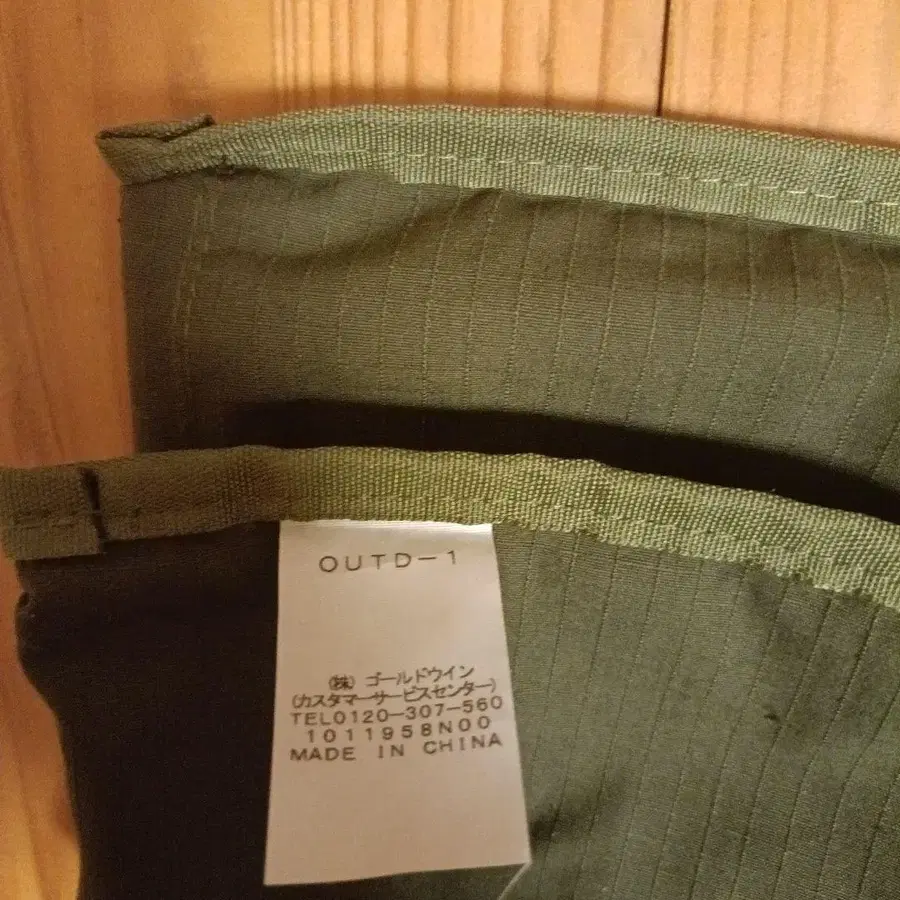 OUTD-1
(株) ゴールドウイン
(カスタマーサービスセンター)
TEL0120-307-560
1011958N00
MADE IN CHINA